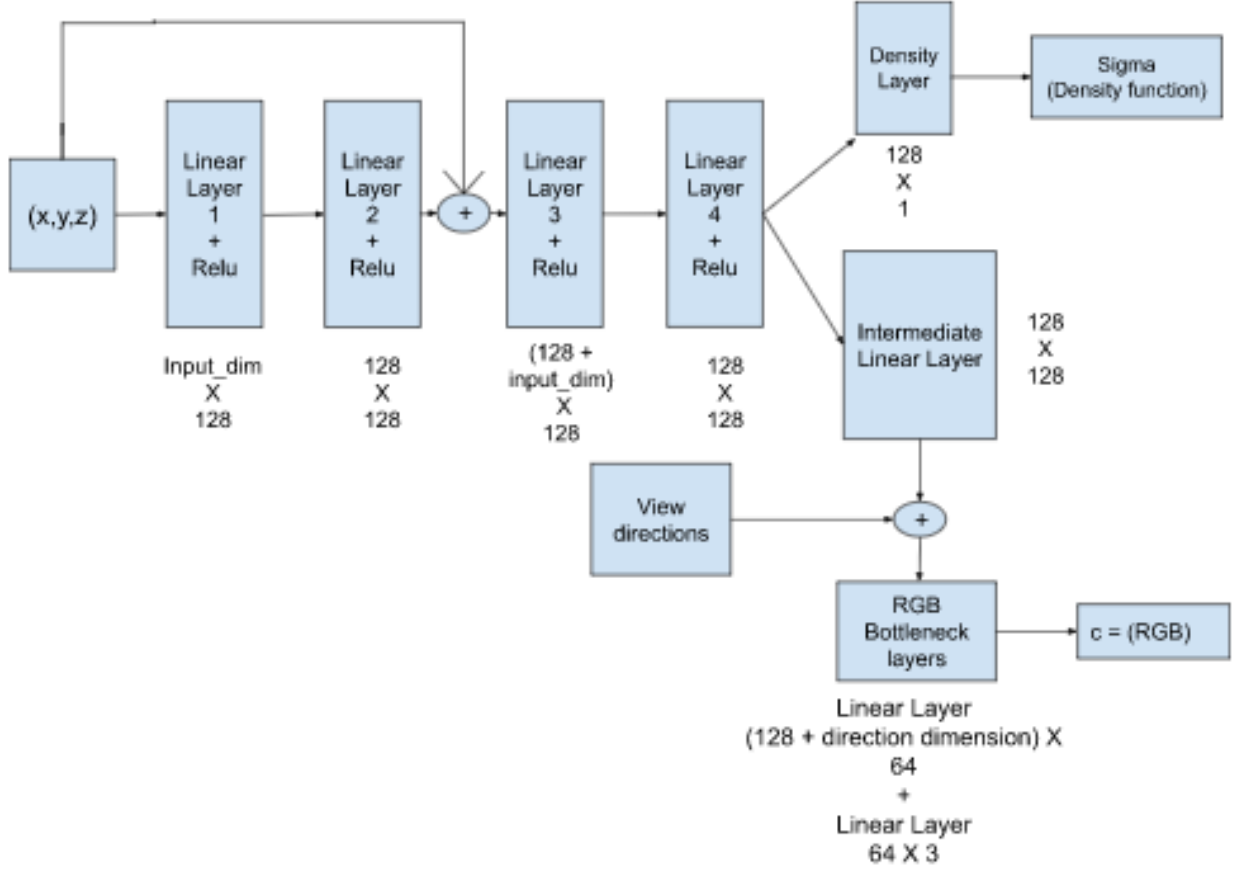 (x,y,z)
Linear
Layer
1
+
Relu
Input_dim
X
128
Linear
Layer
2
+
Relu
128
X
128
+
Linear
Layer
3
+
Relu
(128 +
input_dim)
X
128
Linear
Layer
4
+
Relu
128
X
128
Density
Layer
128
X
1
Sigma
(Density function)
Intermediate
Linear Layer
128
X
128
View
directions
+
RGB
Bottleneck
layers
c = (RGB)
Linear Layer
(128 + direction dimension) X
64
+
Linear Layer
64 X 3